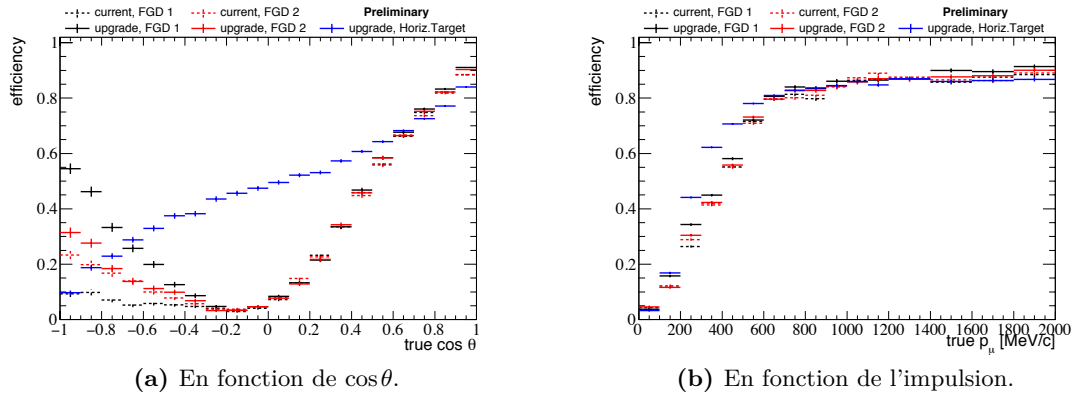 current, FGD 1 current, FGD 2 Preliminary
upgrade, FGD 1 upgrade, FGD 2 upgrade, Horiz.Target
efficiency
1
0.8
0.6
0.4
0.2
0
−1 −0.8 −0.6 −0.4 −0.2 0 0.2 0.4 0.6 0.8 1
true cos θ
(a) En fonction de cos θ.
current, FGD 1 current, FGD 2 Preliminary
upgrade, FGD 1 upgrade, FGD 2 upgrade, Horiz.Target
efficiency
1
0.8
0.6
0.4
0.2
0
0 200 400 600 800 1000 1200 1400 1600 1800 2000
true p_μ [MeV/c]
(b) En fonction de l'impulsion.